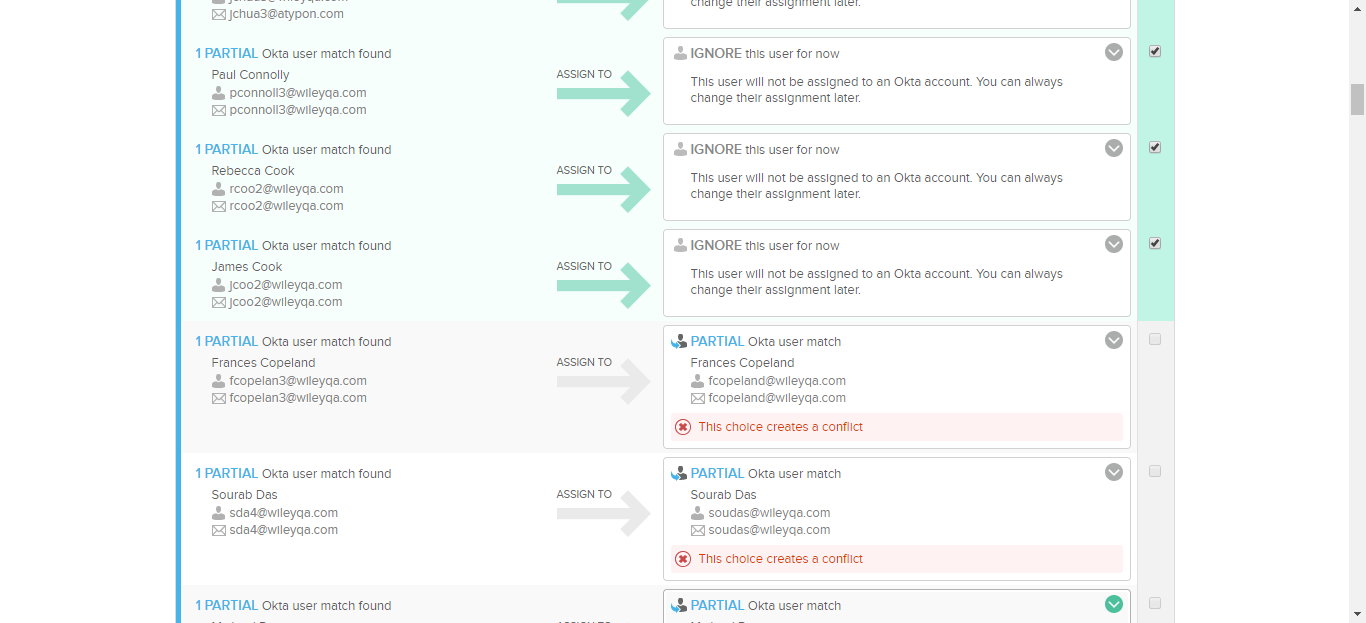 jchua3@atypon.com
change their assignment later.
1 PARTIAL Okta user match found
Paul Connolly
pconnoll3@wileyqa.com
pconnoll3@wileyqa.com
ASSIGN TO
IGNORE this user for now
This user will not be assigned to an Okta account. You can always
change their assignment later.
1 PARTIAL Okta user match found
Rebecca Cook
rcoo2@wileyqa.com
rcoo2@wileyqa.com
ASSIGN TO
IGNORE this user for now
This user will not be assigned to an Okta account. You can always
change their assignment later.
1 PARTIAL Okta user match found
James Cook
jcoo2@wileyqa.com
jcoo2@wileyqa.com
ASSIGN TO
IGNORE this user for now
This user will not be assigned to an Okta account. You can always
change their assignment later.
1 PARTIAL Okta user match found
Frances Copeland
fcopelan3@wileyqa.com
fcopelan3@wileyqa.com
ASSIGN TO
PARTIAL Okta user match
Frances Copeland
fcopeland@wileyqa.com
fcopeland@wileyqa.com
This choice creates a conflict
1 PARTIAL Okta user match found
Sourab Das
sda4@wileyqa.com
sda4@wileyqa.com
ASSIGN TO
PARTIAL Okta user match
Sourab Das
soudas@wileyqa.com
soudas@wileyqa.com
This choice creates a conflict
1 PARTIAL Okta user match found
PARTIAL Okta user match